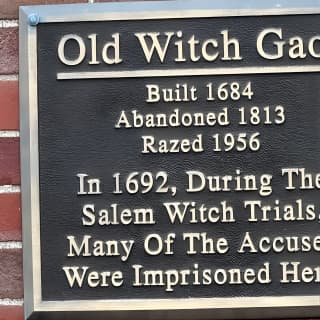 Old Witch Gao
Built 1684
Abandoned 1813
Razed 1956
In 1692, During The
Salem Witch Trials,
Many Of The Accuse
Were Imprisoned Her